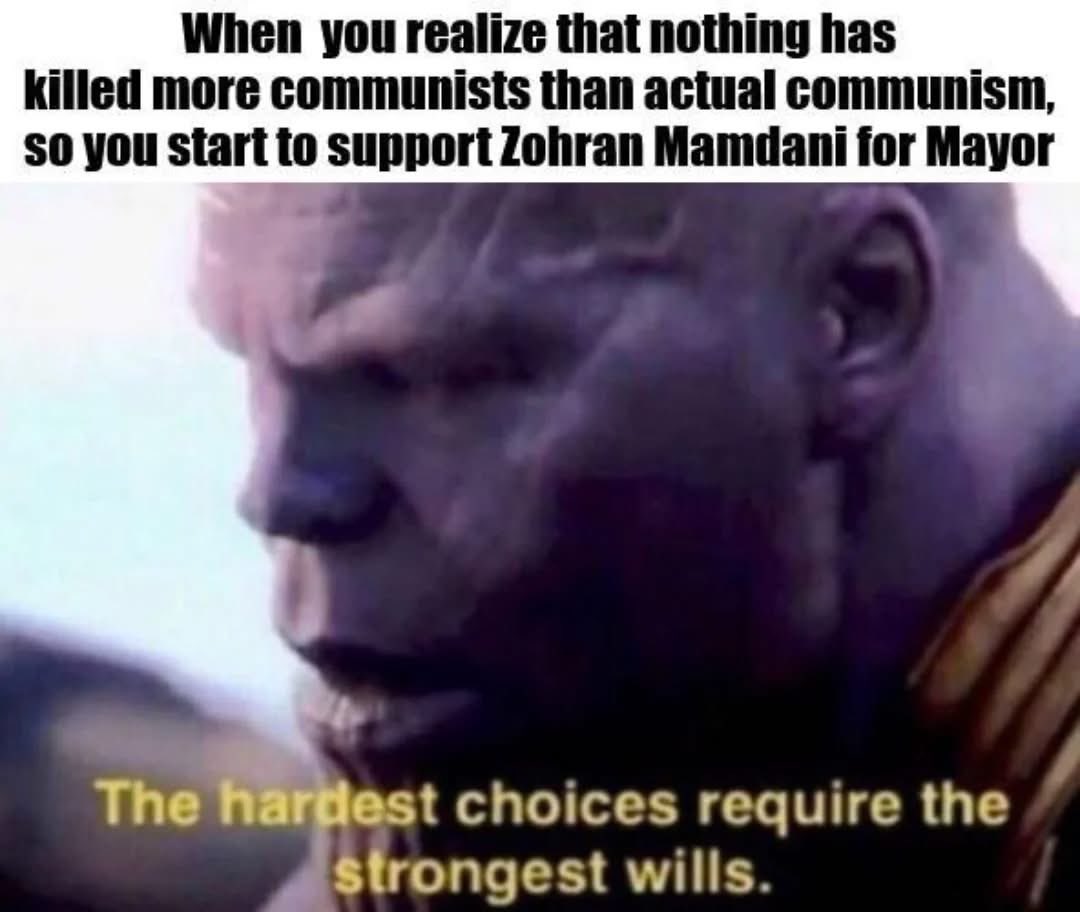 When you realize that nothing has
killed more communists than actual communism,
so you start to support Zohran Mamdani for Mayor
The hardest choices require the
strongest wills.